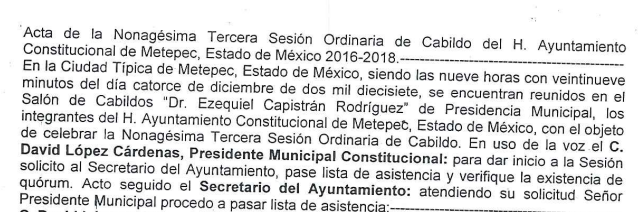 Acta de la Nonagésima Tercera Sesión Ordinaria de Cabildo del H. Ayuntamiento
Constitucional de Metepec, Estado de México 2016-2018.------------------------------------------------
En la Ciudad Típica de Metepec, Estado de México, siendo las nueve horas con veintinueve
minutos del día catorce de diciembre de dos mil diecisiete, se encuentran reunidos en el
Salón de Cabildos "Dr. Ezequiel Capistrán Rodríguez" de Presidencia Municipal, los
integrantes del H. Ayuntamiento Constitucional de Metepec, Estado de México, con el objeto
de celebrar la Nonagésima Tercera Sesión Ordinaria de Cabildo. En uso de la voz el C.
David López Cárdenas, Presidente Municipal Constitucional: para dar inicio a la Sesión
solicito al Secretario del Ayuntamiento, pase lista de asistencia y verifique la existencia de
quórum. Acto seguido el Secretario del Ayuntamiento: atendiendo su solicitud Señor
Presidente Municipal procedo a pasar lista de asistencia:--------------------------------------------------